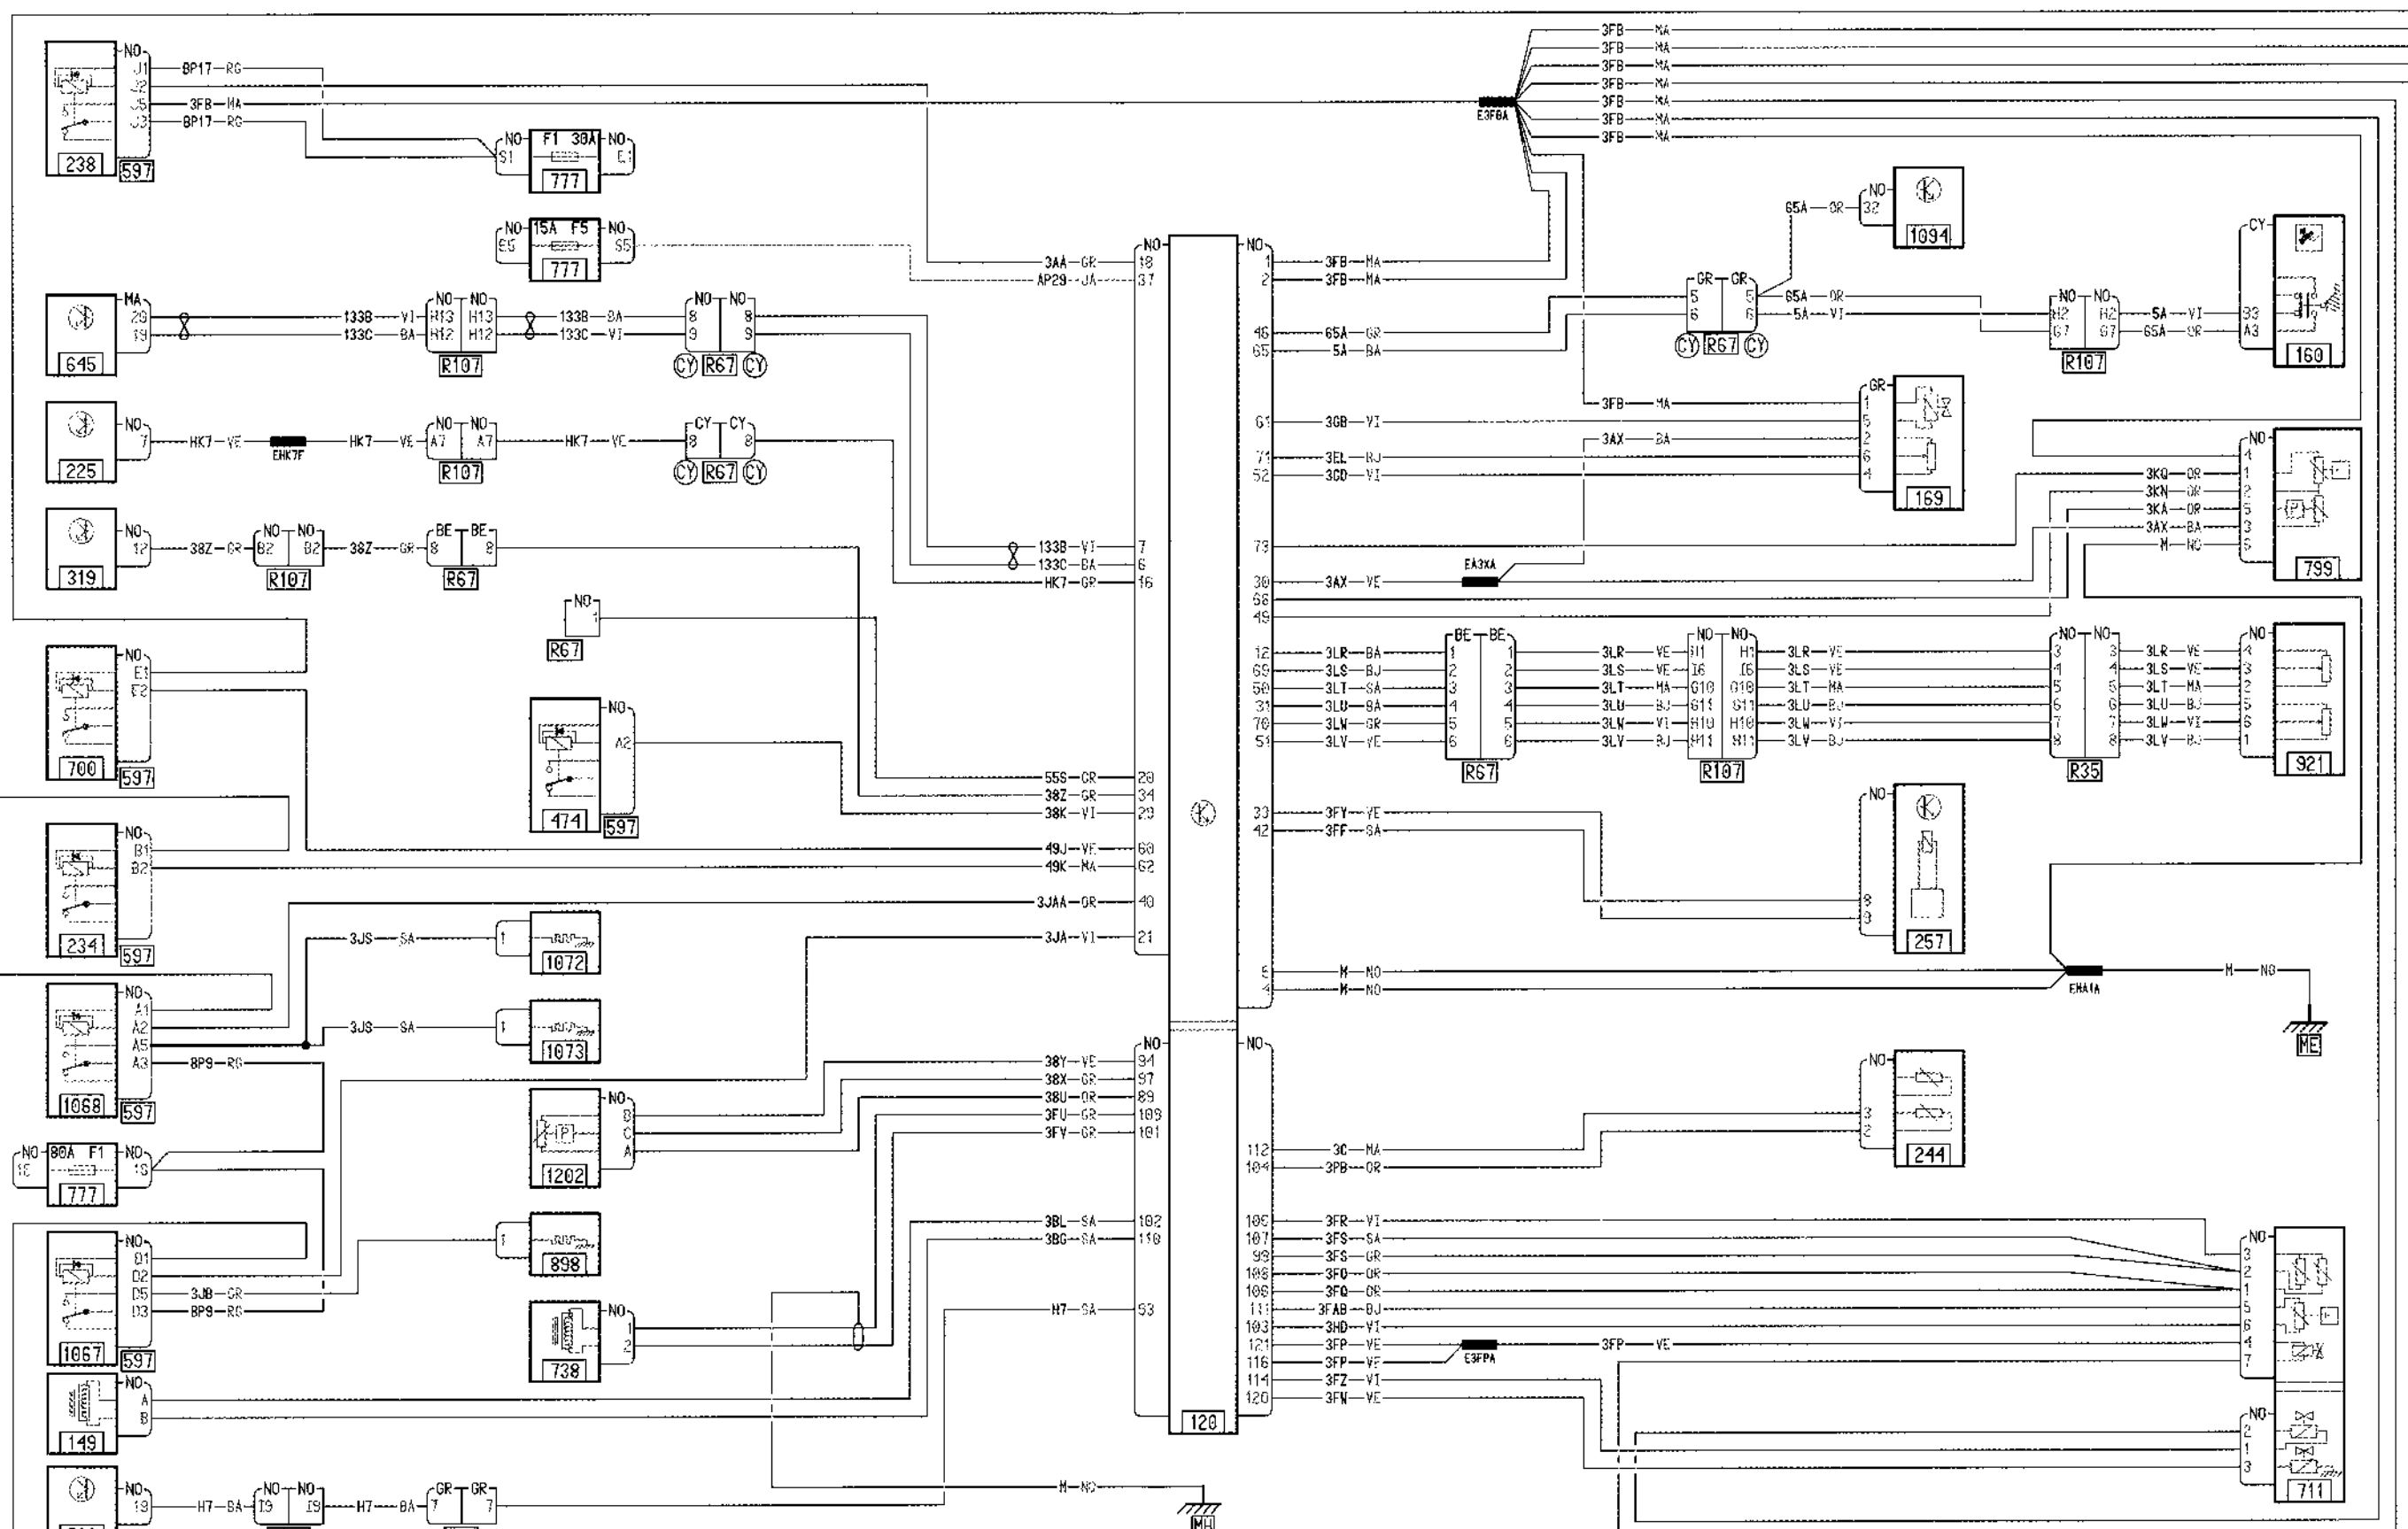 3FB MA
3FB MA
3FB MA
3FB MA
3FB MA
3FB MA
3FB MA
E3FBA
NO
J1 BP17 RG
J2
J5 3FB MA
J3 BP17 RG
238 597
NO F1 30A NO
S1 E1
777
NO 15A F5 NO
E5 S5
777
NO
3AA GR 18
AP29 JA 37
MA
20 133B VI H13 H13 133B BA 8 8
19 133C BA H12 H12 133C VI 9 9
NO NO NO NO
645 R107 CY R67 CY
NO NO NO CY CY
7 HK7 VE EHK7F HK7 VE A7 A7 HK7 VE 8 8
225 R107 CY R67 CY
NO NO NO BE BE
12 38Z GR B2 B2 38Z GR 8 8
319 R107 R67
133B VI 7
133C BA 6
HK7 GR 16
NO
1
R67
NO
E1
E2
700 597
NO
A2
474 597
55S GR 20
38Z GR 34
38K VI 29
49J VE 60
49K MA 62
3JAA OR 40
3JA VI 21
NO
B1
B2
234 597
3JS SA 1
1072
NO
A1
A2
A5 3JS SA 1
A3 BP9 RG
1068 597
1073
NO
B
C
A
1202
NO
38Y VE 94
38X GR 97
38U OR 89
3FU GR 109
3FV GR 101
3BL SA 102
3BG SA 110
H7 SA 53
NO 80A F1 NO
1E 1S
777
NO
D1
D2
D5 3JB GR
D3 BP9 RG
1067 597
1
898
NO
1
2
738
NO
A
B
149
NO NO NO GR GR
19 H7 SA I9 I9 H7 BA 7 7
M NO
MH
120
NO
1 3FB MA
2 3FB MA
46 65A GR
65 5A BA
GR GR
5 5 65A OR
6 6 5A VI
CY R67 CY
65A OR
NO
32
1094
NO NO
H2 H2 5A VI B3
G7 G7 65A OR A3
R107
CY
160
61 3GB VI
71 3EL BJ
52 3GD VI
3FB MA
3AX BA
GR
1
5
2
6
4
169
73
30 3AX VE
68
49
EA3XA
3KQ OR
3KN OR
3KA OR
3AX BA
M NO
NO
4
1
2
5
3
6
799
BE BE NO NO NO NO NO
12 3LR BA 1 1 3LR VE H1 H1 3LR VE 3 3 3LR VE 4
69 3LS BJ 2 2 3LS VE I6 I6 3LS VE 4 4 3LS VE 3
50 3LT SA 3 3 3LT MA G10 G10 3LT MA 5 5 3LT MA 2
31 3LU BA 4 4 3LU BJ G11 G11 3LU BJ 6 6 3LU BJ 5
70 3LW GR 5 5 3LW VI H10 H10 3LW VI 7 7 3LW VI 6
51 3LV VE 6 6 3LV BJ H11 H11 3LV BJ 8 8 3LV BJ 1
R67 R107 R35 921
33 3FY VE
42 3FF SA
NO
8
9
257
5 M NO
4 M NO
EMA1A
M NO
ME
NO
112 3C MA
104 3PB OR
NO
3
2
244
106 3FR VI
107 3FS SA
99 3FS GR
3FQ OR
3FQ OR
111 3FAB BJ
103 3HD VI
121 3FP VE
116 3FP VE
E3FPA
3FP VE
114 3FZ VI
120 3FN VE
NO
3
2
1
5
6
4
7
NO
2
1
3
711